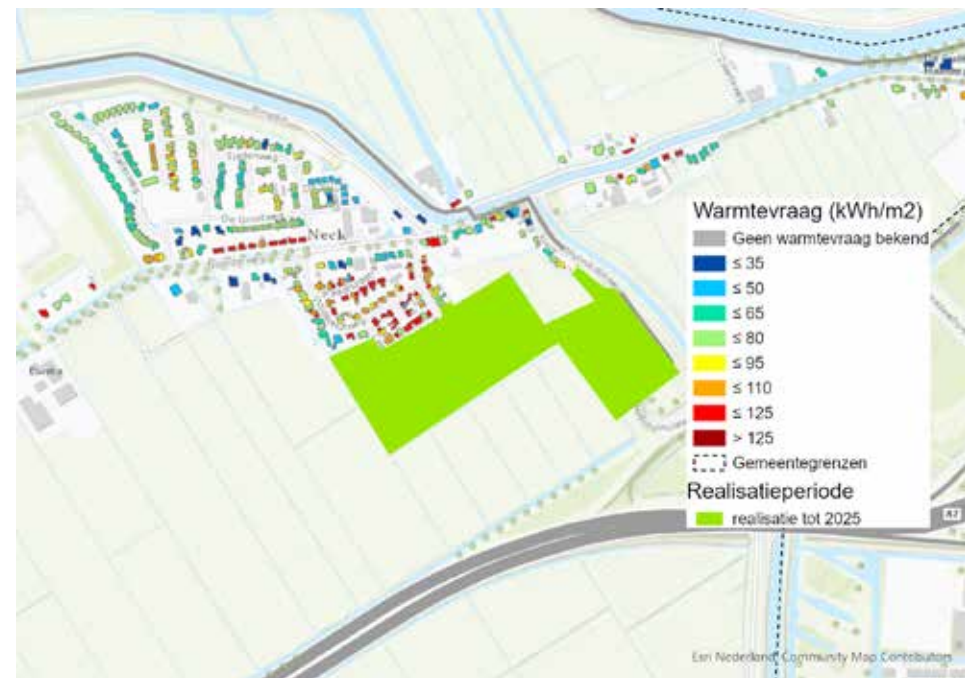 Neck
Warmtevraag (kWh/m2)
Geen warmtevraag bekend
≤ 35
≤ 50
≤ 65
≤ 80
≤ 95
≤ 110
≤ 125
> 125
Gemeentegrenzen
Realisatieperiode
realisatie tot 2025
A7
Esri Nederland, Community Map Contributors